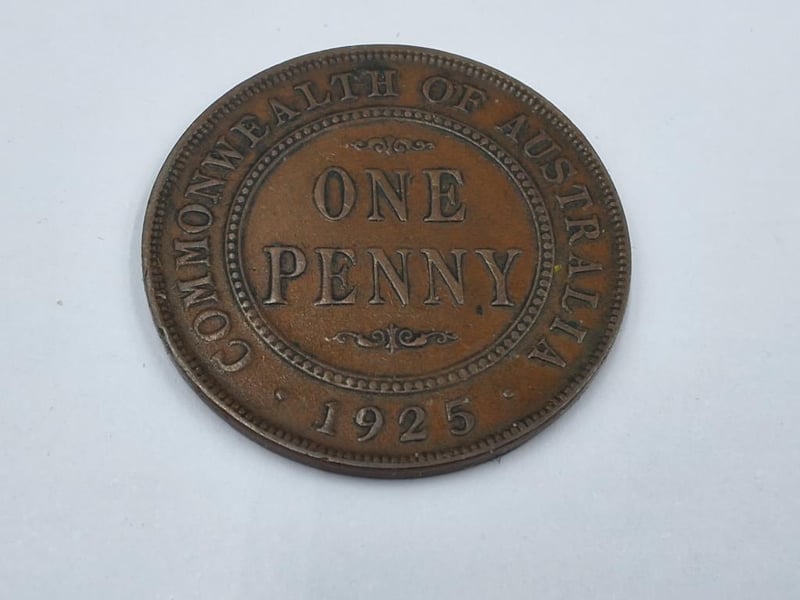 COMMONWEALTH OF AUSTRALIA
ONE
PENNY
· 1925 ·